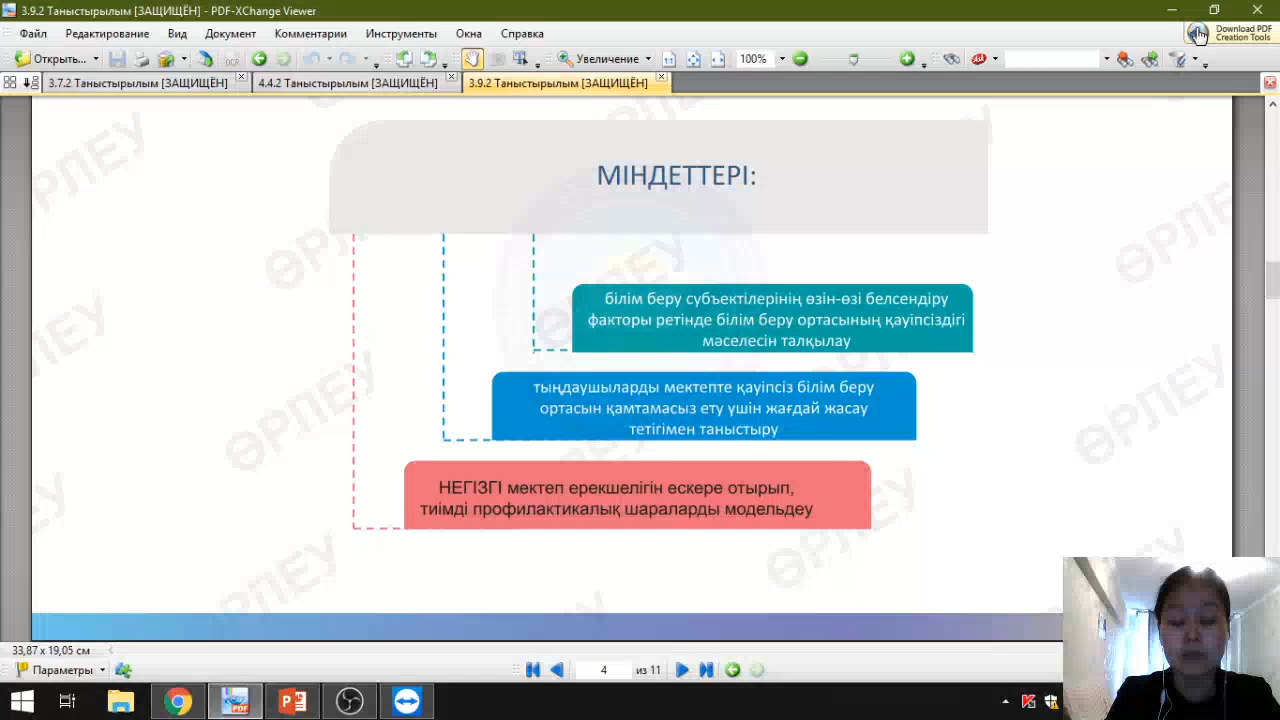 3.9.2 Таныстырылым [ЗАЩИЩЁН] - PDF-XChange Viewer
Файл Редактирование Вид Документ Комментарии Инструменты Окна Справка
Download PDF
Creation Tools
Открыть... Увеличение 100%
3.7.2 Таныстырылым [ЗАЩИЩЁН] 4.4.2 Таныстырылым [ЗАЩИЩЁН] 3.9.2 Таныстырылым [ЗАЩИЩЁН]
МІНДЕТТЕРІ:
білім беру субъектілерінің өзін-өзі белсендіру
факторы ретінде білім беру ортасының қауіпсіздігі
мәселесін талқылау
тыңдаушыларды мектепте қауіпсіз білім беру
ортасын қамтамасыз ету үшін жағдай жасау
тетігімен таныстыру
НЕГІЗГІ мектеп ерекшелігін ескере отырып,
тиімді профилактикалық шараларды модельдеу
ӨРЛЕУ
ӨРЛЕУ
ӨРЛЕУ
ӨРЛЕУ
ӨРЛЕУ
33,87 x 19,05 см
Параметры 4 из 11